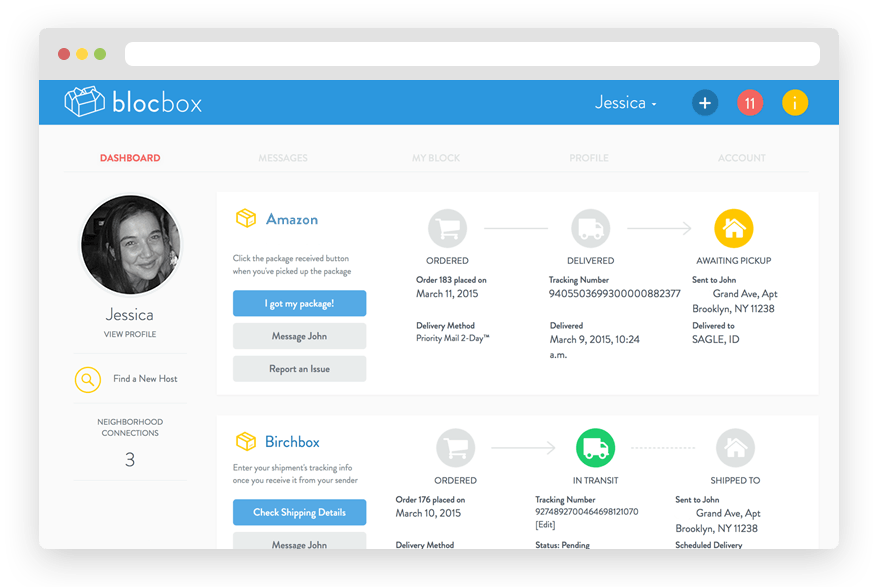 blocbox
Jessica
11
i
DASHBOARD
MESSAGES
MY BLOCK
PROFILE
ACCOUNT
Jessica
VIEW PROFILE
Find a New Host
NEIGHBORHOOD
CONNECTIONS
3
Amazon
Click the package received button
when you've picked up the package
I got my package!
Message John
Report an Issue
ORDERED
Order 183 placed on
March 11, 2015
Delivery Method
Priority Mail 2-Day™
DELIVERED
Tracking Number
9405503699300000882377
Delivered
March 9, 2015, 10:24
a.m.
AWAITING PICKUP
Sent to John
Grand Ave, Apt
Brooklyn, NY 11238
Delivered to
SAGLE, ID
Birchbox
Enter your shipment's tracking info
once you receive it from your sender
Check Shipping Details
Message John
ORDERED
Order 176 placed on
March 10, 2015
Delivery Method
IN TRANSIT
Tracking Number
9274892700464698121070
[Edit]
Status: Pending
SHIPPED TO
Sent to John
Grand Ave, Apt
Brooklyn, NY 11238
Scheduled Delivery